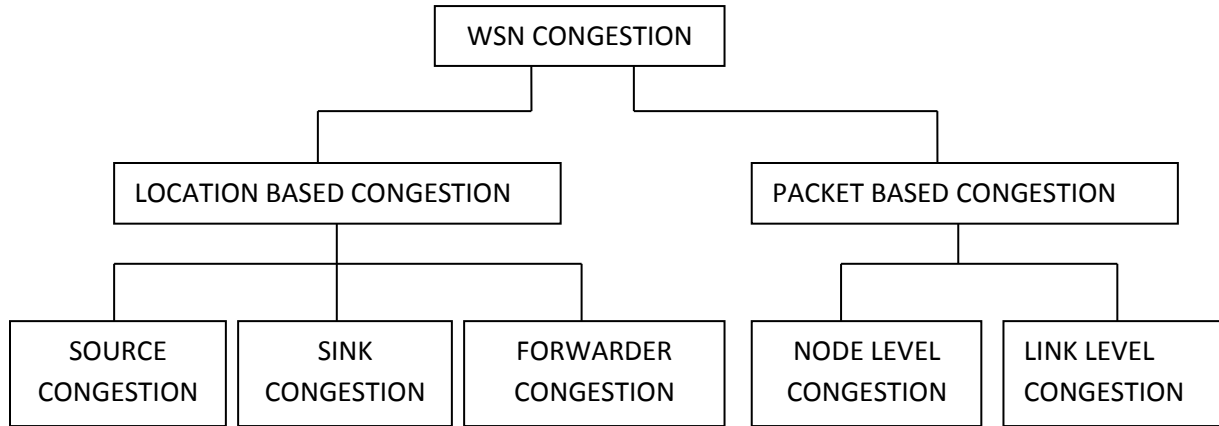 WSN CONGESTION
LOCATION BASED CONGESTION
PACKET BASED CONGESTION
SOURCE
CONGESTION
SINK
CONGESTION
FORWARDER
CONGESTION
NODE LEVEL
CONGESTION
LINK LEVEL
CONGESTION